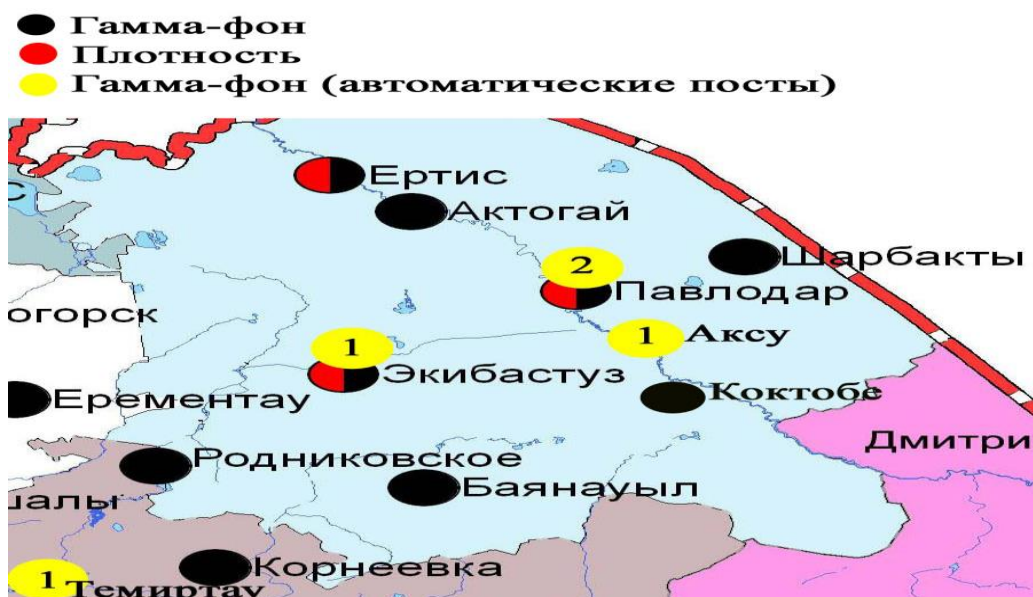 Гамма-фон
Плотность
Гамма-фон (автоматические посты)
Ертис
С
Актогай
Шарбакты
2
Павлодар
огорск
1
Аксу
1
Экибастуз
Коктобе
Ерементау
Дмитри
Родниковское
Баянауыл
шалы
Корнеевка
1
Темиртау